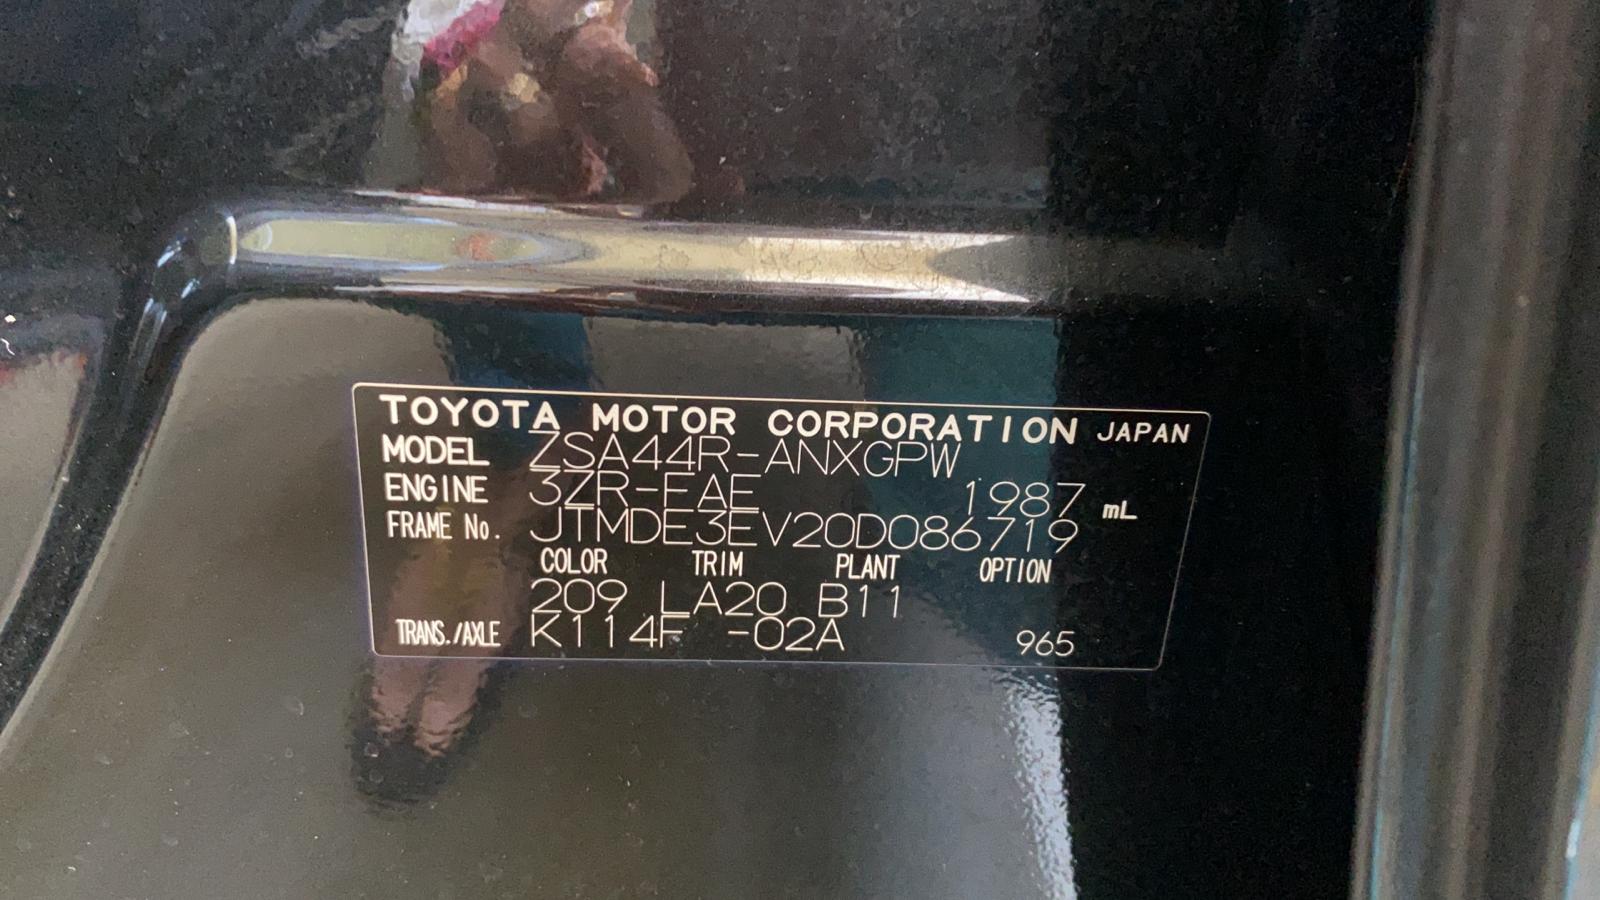 TOYOTA MOTOR CORPORATION JAPAN
MODEL ZSA44R-ANXGPW
ENGINE 3ZR-FAE 1987 mL
FRAME No. JTMDE3EV20D086719
COLOR TRIM PLANT OPTION
209 LA20 B11
TRANS./AXLE K114F -02A 965